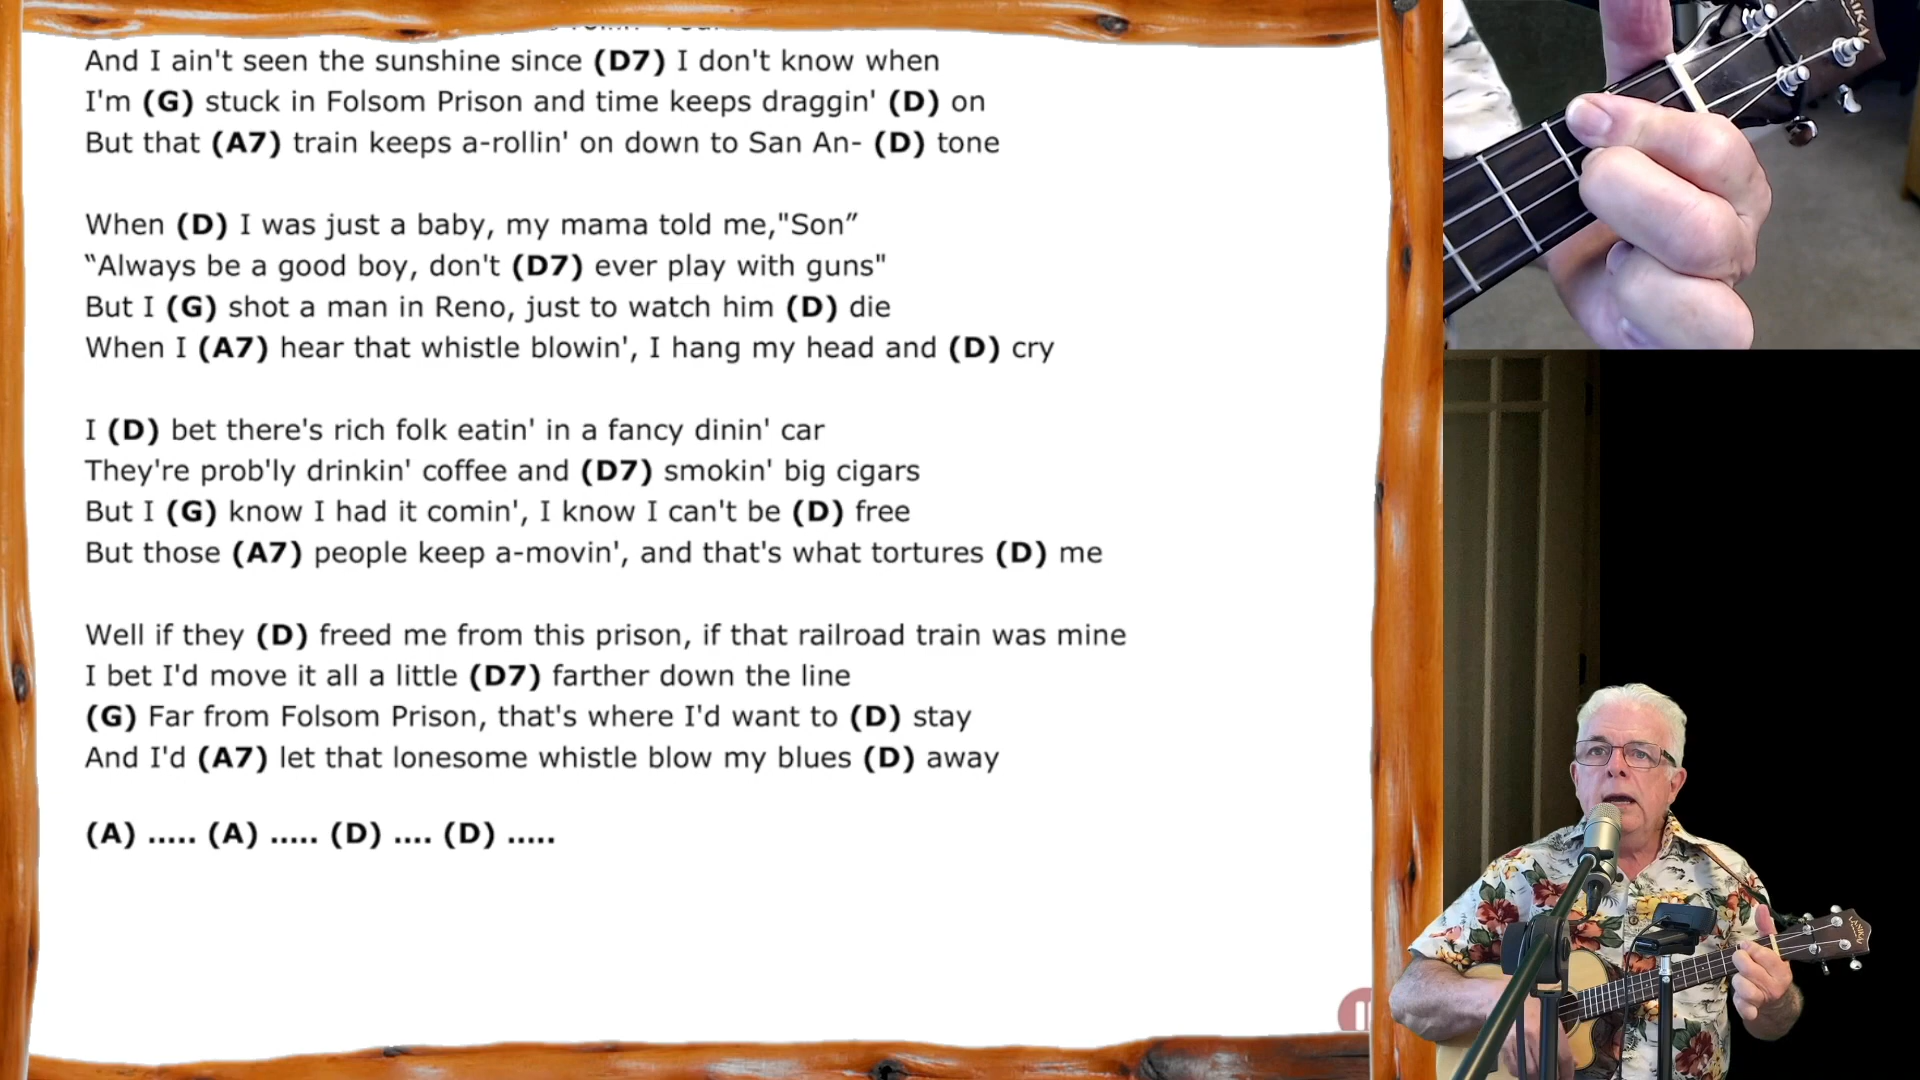 And I ain't seen the sunshine since (D7) I don't know when
I'm (G) stuck in Folsom Prison and time keeps draggin' (D) on
But that (A7) train keeps a-rollin' on down to San An- (D) tone
When (D) I was just a baby, my mama told me,"Son”
“Always be a good boy, don't (D7) ever play with guns"
But I (G) shot a man in Reno, just to watch him (D) die
When I (A7) hear that whistle blowin', I hang my head and (D) cry
I (D) bet there's rich folk eatin' in a fancy dinin' car
They're prob'ly drinkin' coffee and (D7) smokin' big cigars
But I (G) know I had it comin', I know I can't be (D) free
But those (A7) people keep a-movin', and that's what tortures (D) me
Well if they (D) freed me from this prison, if that railroad train was mine
I bet I'd move it all a little (D7) farther down the line
(G) Far from Folsom Prison, that's where I'd want to (D) stay
And I'd (A7) let that lonesome whistle blow my blues (D) away
(A) ..... (A) ..... (D) .... (D) .....